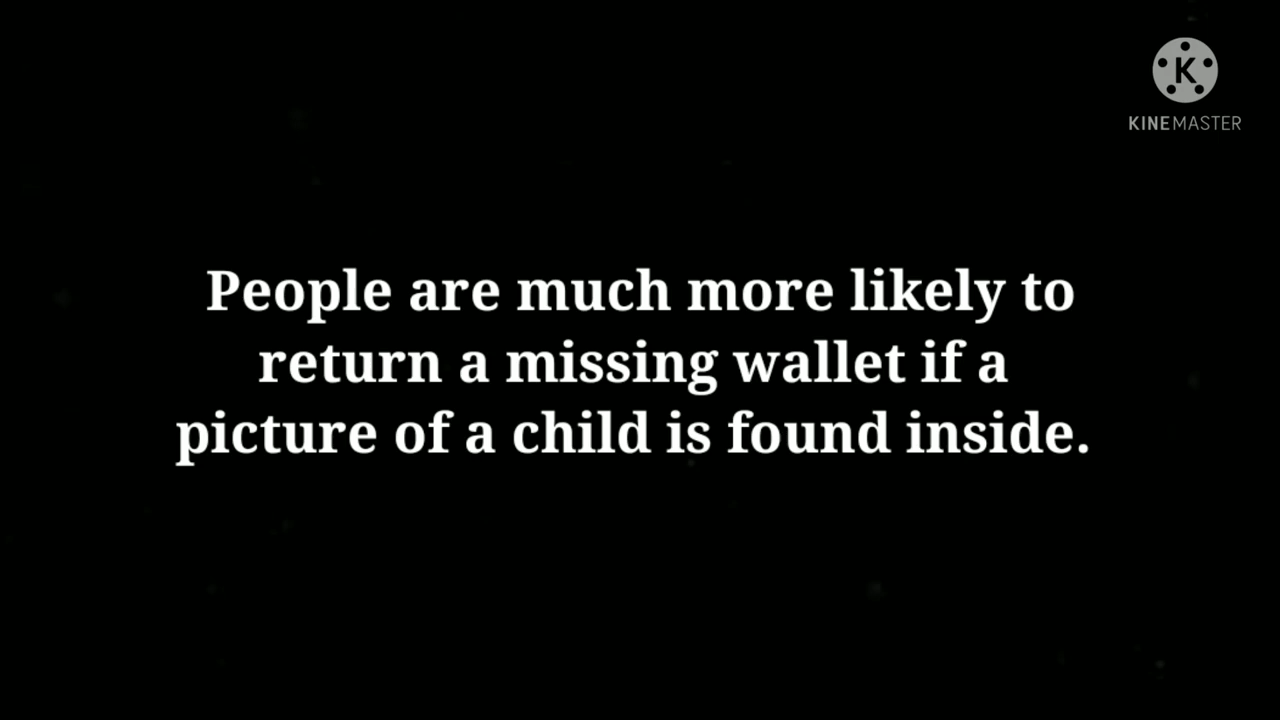 KINEMASTER
People are much more likely to
return a missing wallet if a
picture of a child is found inside.